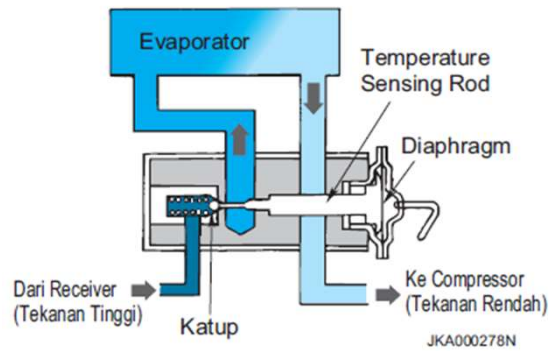 Evaporator
Temperature
Sensing Rod
Diaphragm
Dari Receiver
(Tekanan Tinggi)
Katup
Ke Compressor
(Tekanan Rendah)
JKA000278N